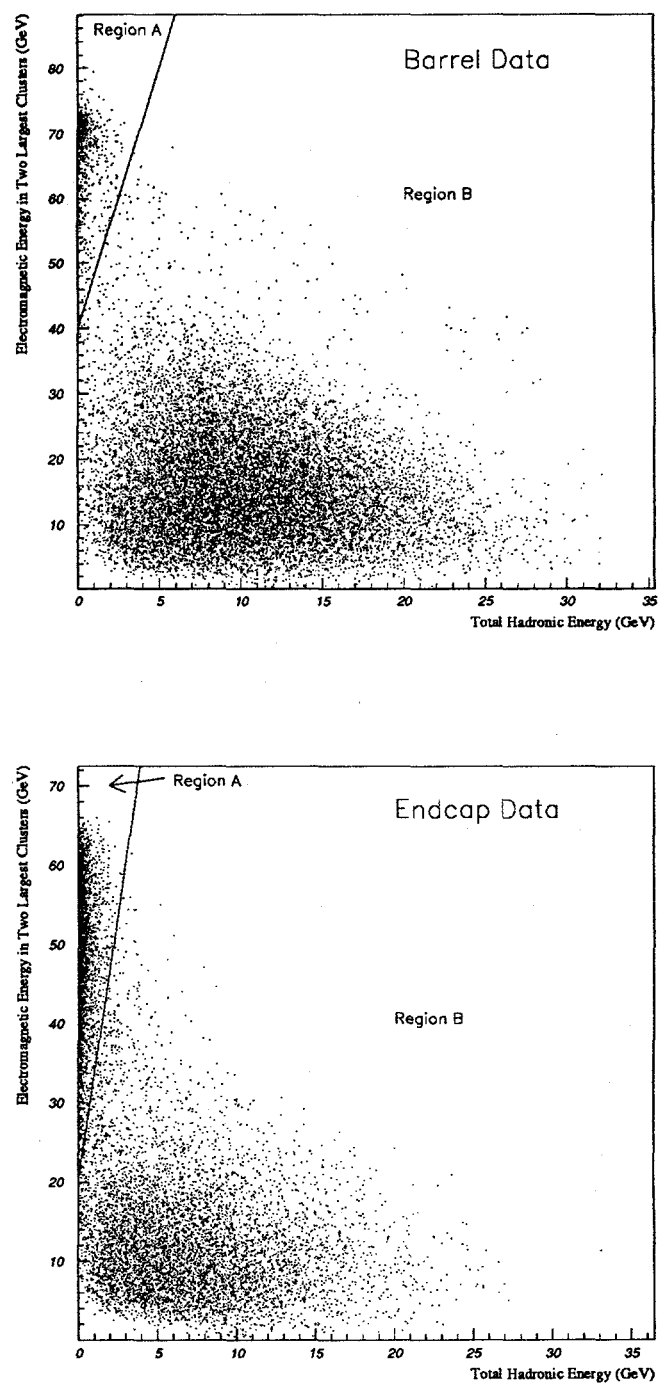 Electromagnetic Energy in Two Largest Clusters (GeV)
Region A
Barrel Data
Region B
80
70
60
50
40
30
20
10
0 5 10 15 20 25 30 35
Total Hadronic Energy (GeV)
Electromagnetic Energy in Two Largest Clusters (GeV)
Region A
Endcap Data
Region B
70
60
50
40
30
20
10
0 5 10 15 20 25 30 35
Total Hadronic Energy (GeV)